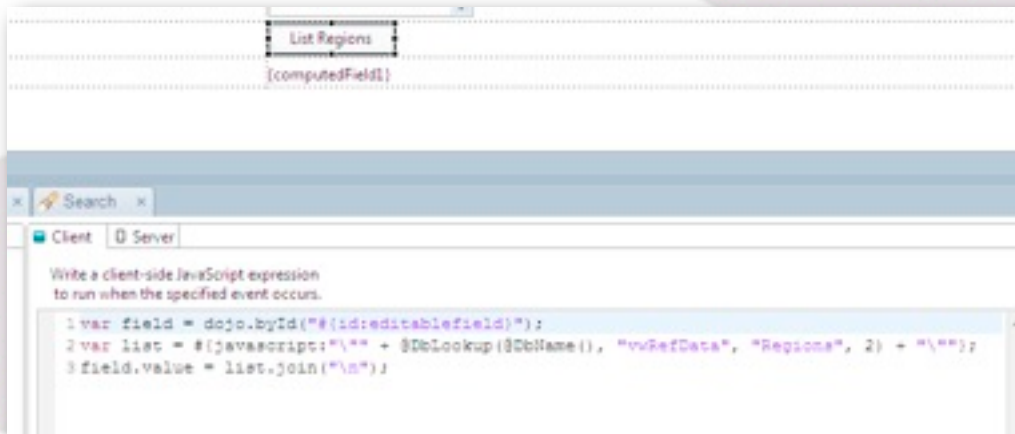 List Regions
{computedField1}
Search
Client Server
Write a client-side JavaScript expression
to run when the specified event occurs.
1 var field = dojo.byId("#{id:editablefield}");
2 var list = #{javascript:"\"" + @DbLookup(@DbName(), "vwRefData", "Regions", 2) + "\""};
3 field.value = list.join("\n");